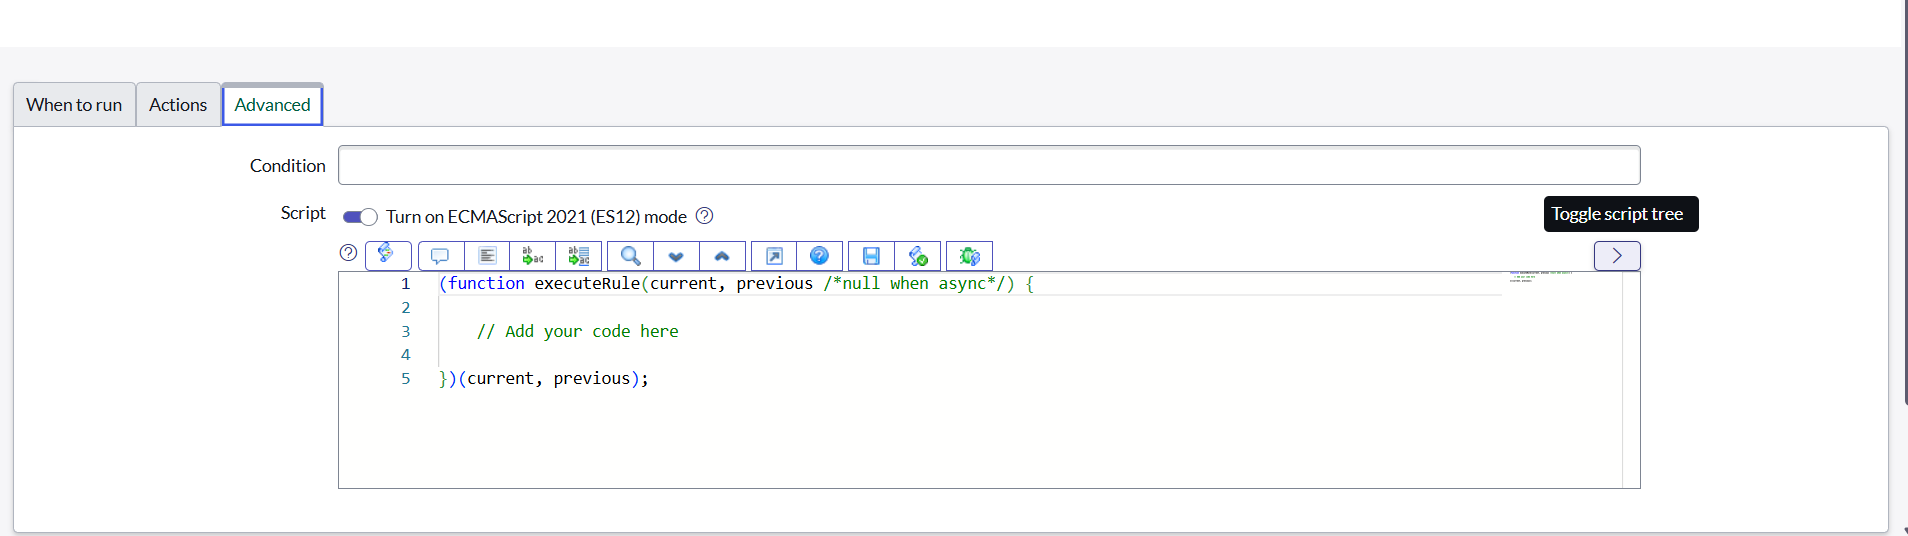 When to run Actions Advanced
Condition
Script Turn on ECMAScript 2021 (ES12) mode ?
Toggle script tree
1 (function executeRule(current, previous /*null when async*/) {
2
3 // Add your code here
4
5 })(current, previous);